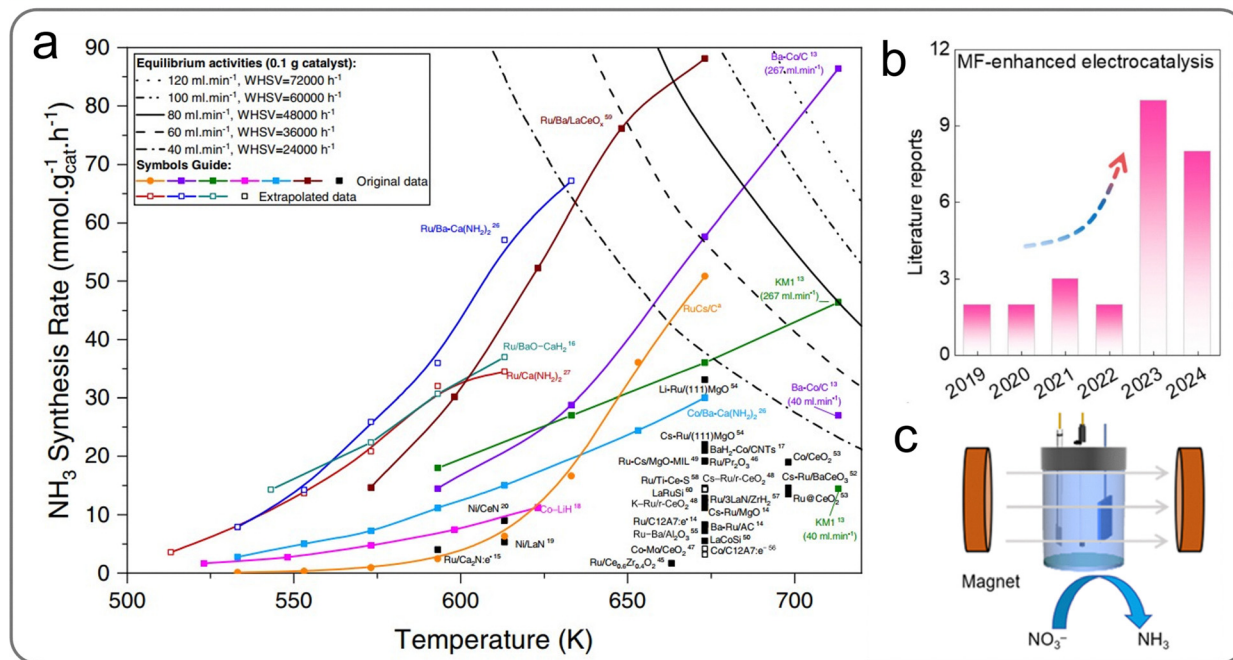 a
NH₃ Synthesis Rate (mmol.g⁻¹cat.h⁻¹)
90
80
70
60
50
40
30
20
10
0
Equilibrium activities (0.1 g catalyst):
120 ml.min⁻¹, WHSV=72000 h⁻¹
100 ml.min⁻¹, WHSV=60000 h⁻¹
80 ml.min⁻¹, WHSV=48000 h⁻¹
60 ml.min⁻¹, WHSV=36000 h⁻¹
40 ml.min⁻¹, WHSV=24000 h⁻¹
Symbols Guide:
Original data
Extrapolated data
Ba-Co/C ¹³
(267 ml.min⁻¹)
Ru/Ba/LaCeOₓ ⁵⁹
Ru/Ba-Ca(NH₂)₂ ²⁶
KM1 ¹³
(267 ml.min⁻¹)
RuCs/Cᵃ
Ru/BaO−CaH₂ ¹⁶
Ru/Ca(NH₂)₂ ²⁷
Li-Ru/(111)MgO ⁵⁴
Ba-Co/C ¹³
(40 ml.min⁻¹)
Co/Ba-Ca(NH₂)₂ ²⁶
Cs-Ru/(111)MgO ⁵⁴
BaH₂-Co/CNTs ¹⁷
Co/CeO₂ ⁵³
Ru-Cs/MgO-MIL ⁴⁹
Ru/Pr₂O₃ ⁴⁶
Ru/Ti-Ce-S ⁵⁸
Cs−Ru/r-CeO₂ ⁴⁸
Cs-Ru/BaCeO₃ ⁵²
LaRuSi ⁶⁰
K−Ru/r-CeO₂ ⁴⁸
Ru/3LaN/ZrH₂ ⁵⁷
Ru@CeO₂ ⁵³
Cs-Ru/MgO ¹⁴
Ni/CeN ²⁰
Co−LiH ¹⁸
Ru/C12A7:e⁻ ¹⁴
Ba-Ru/AC ¹⁴
KM1 ¹³
(40 ml.min⁻¹)
Ru−Ba/Al₂O₃ ⁵⁵
Ni/LaN ¹⁹
LaCoSi ⁵⁰
Co-Mo/CeO₂ ⁴⁷
Co/C12A7:e⁻ ⁵⁶
Ru/Ca₂N:e⁻ ¹⁵
Ru/Ce₀.₆Zr₀.₄O₂ ⁴⁵
500
550
600
650
700
Temperature (K)
b
MF-enhanced electrocatalysis
Literature reports
12
9
6
3
0
2019
2020
2021
2022
2023
2024
c
Magnet
NO₃⁻
NH₃